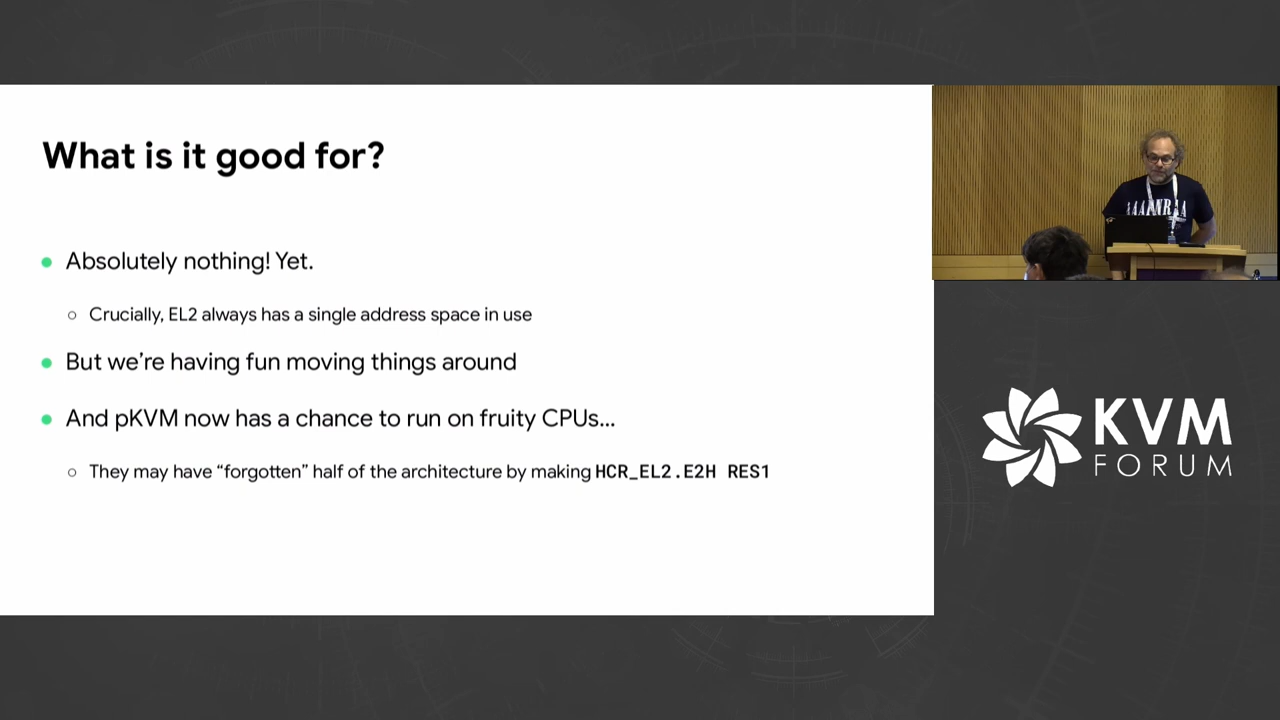 What is it good for?
Absolutely nothing! Yet.
Crucially, EL2 always has a single address space in use
But we’re having fun moving things around
And pKVM now has a chance to run on fruity CPUs...
They may have “forgotten” half of the architecture by making HCR_EL2.E2H RES1
KVM
FORUM